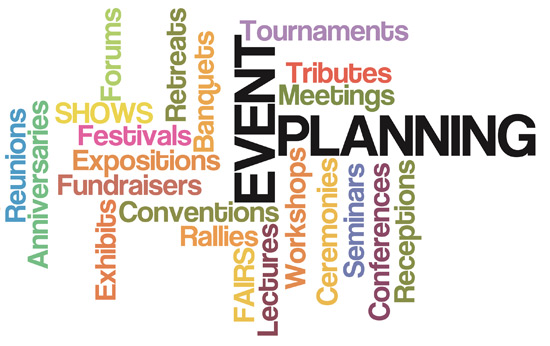 Forums
Retreats
Banquets
EVENT
Tournaments
Tributes
Meetings
PLANNING
Reunions
Anniversaries
SHOWS
Festivals
Expositions
Fundraisers
Exhibits
Conventions
Rallies
FAIRS
Lectures
Workshops
Ceremonies
Seminars
Conferences
Receptions